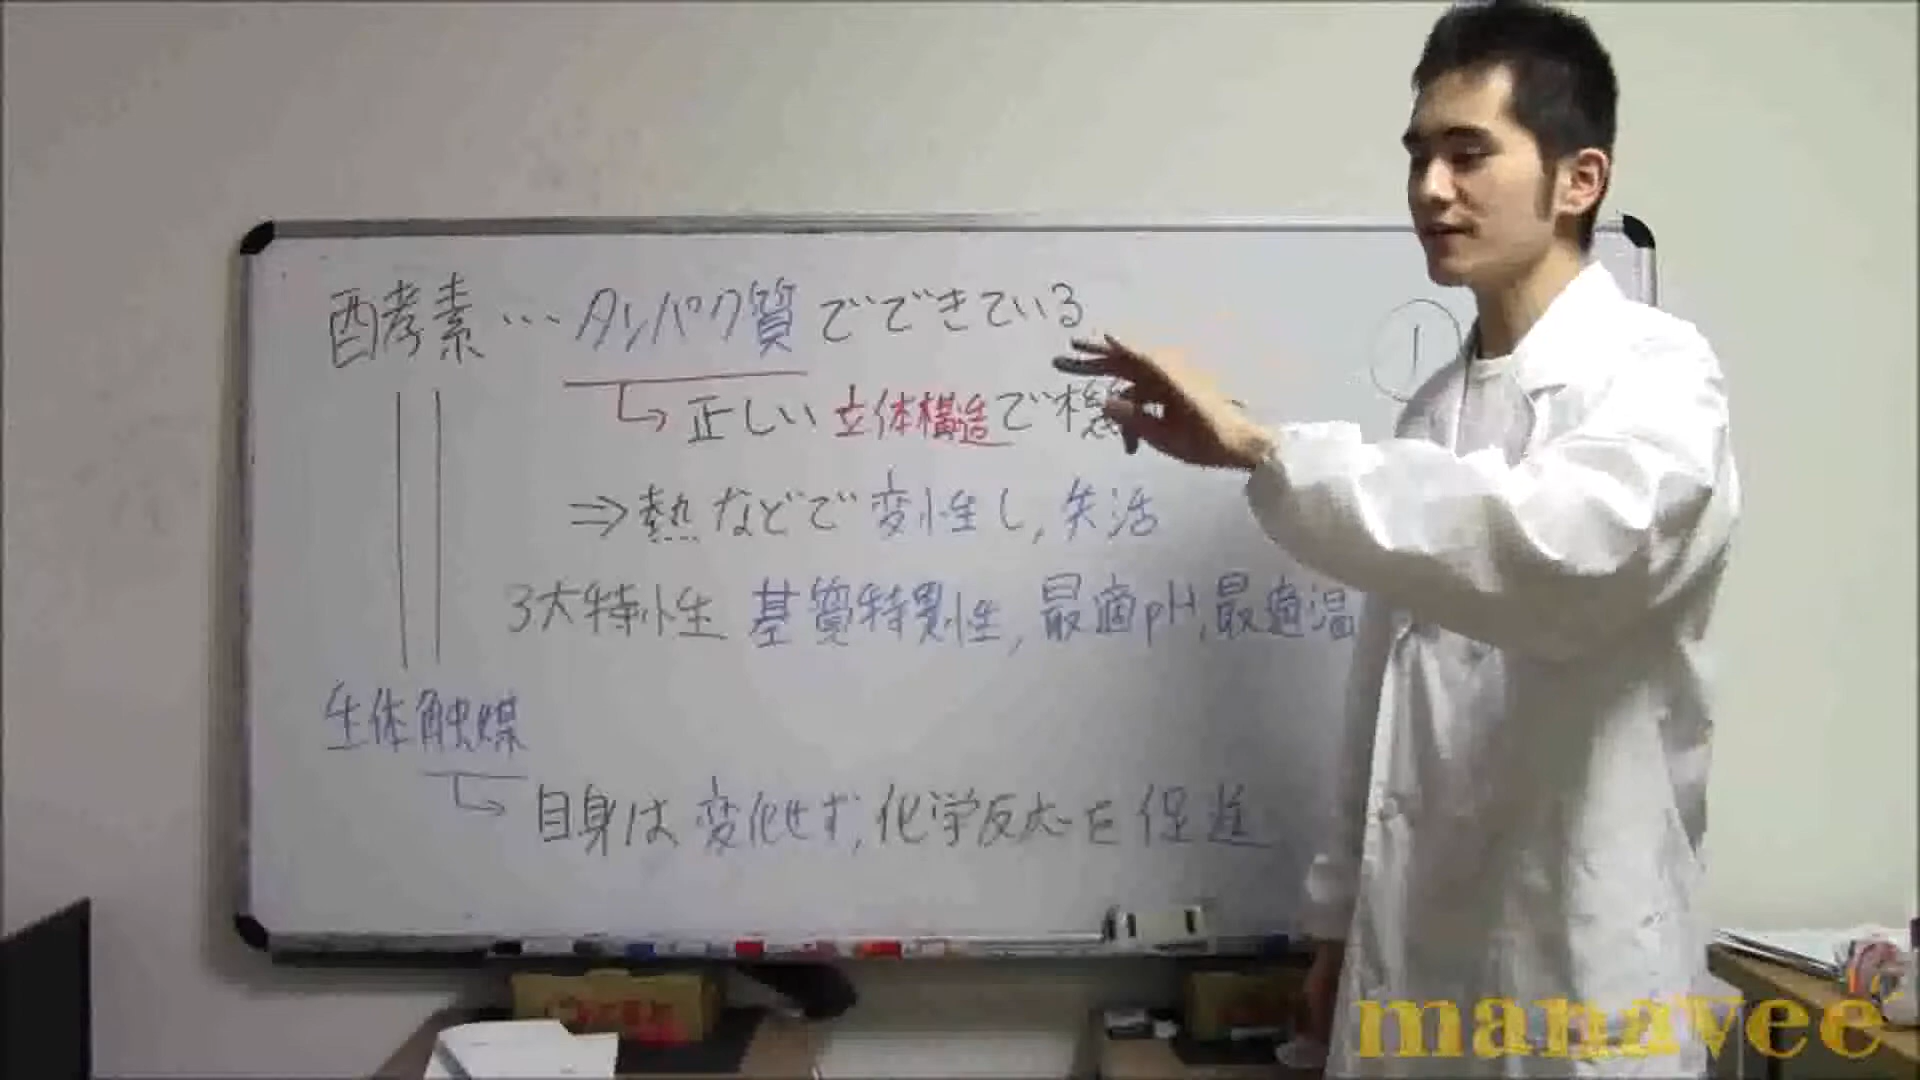 酵素…タンパク質でできている
①
↳正しい立体構造で機
⇒熱などで変性し,失活
3大特性 基質特異性,最適pH,最適温
生体触媒
↳自身は変化せず,化学反応を促進
manavee